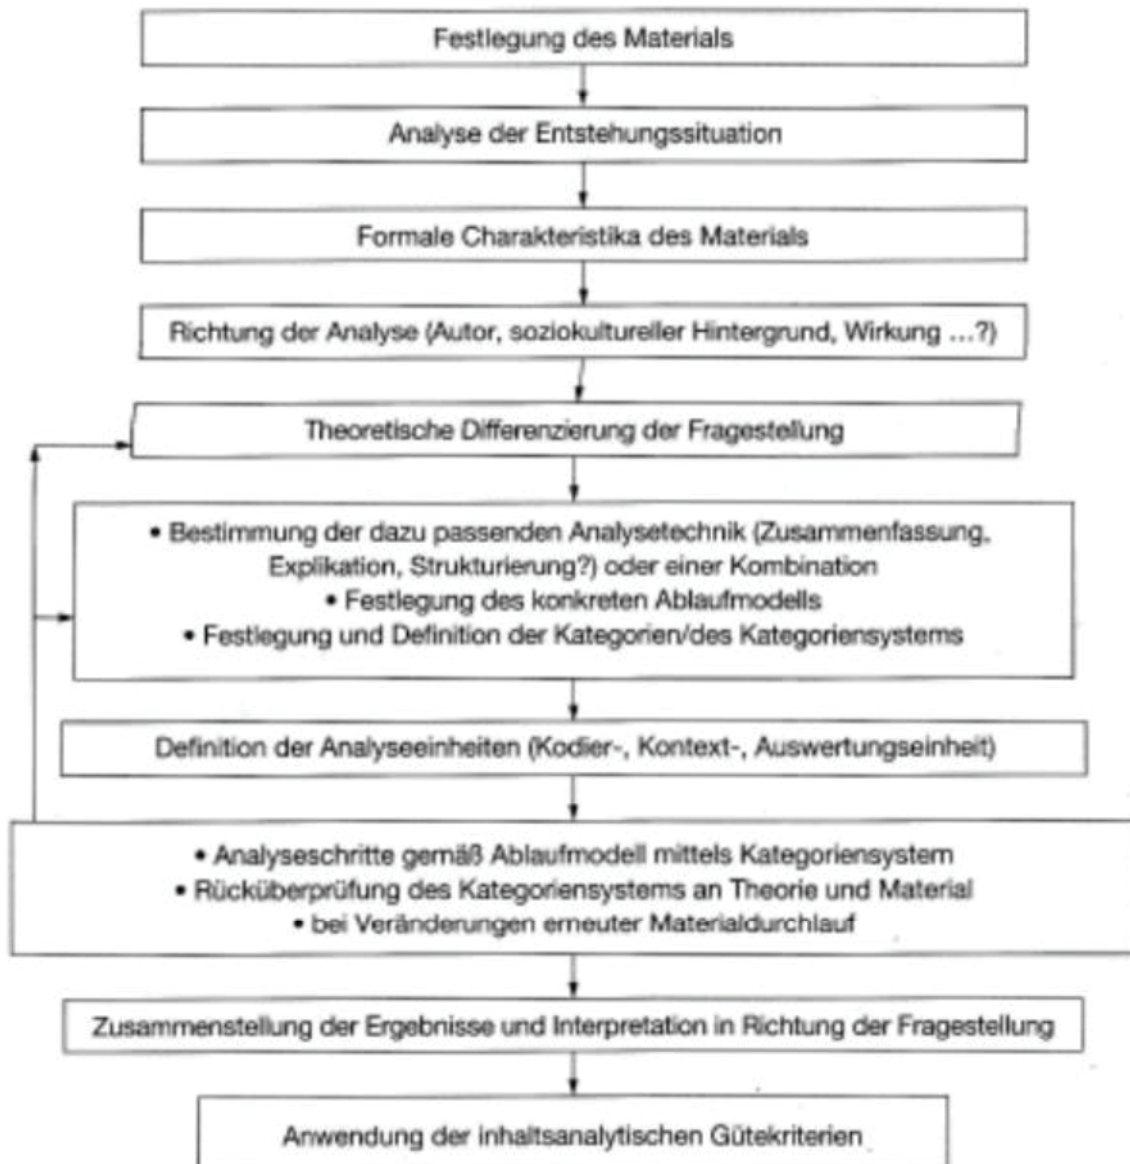 Festlegung des Materials
Analyse der Entstehungssituation
Formale Charakteristika des Materials
Richtung der Analyse (Autor, soziokultureller Hintergrund, Wirkung ...?)
Theoretische Differenzierung der Fragestellung
• Bestimmung der dazu passenden Analysetechnik (Zusammenfassung,
Explikation, Strukturierung?) oder einer Kombination
• Festlegung des konkreten Ablaufmodells
• Festlegung und Definition der Kategorien/des Kategoriensystems
Definition der Analyseeinheiten (Kodier-, Kontext-, Auswertungseinheit)
• Analyseschritte gemäß Ablaufmodell mittels Kategoriensystem
• Rücküberprüfung des Kategoriensystems an Theorie und Material
• bei Veränderungen erneuter Materialdurchlauf
Zusammenstellung der Ergebnisse und Interpretation in Richtung der Fragestellung
Anwendung der inhaltsanalytischen Gütekriterien